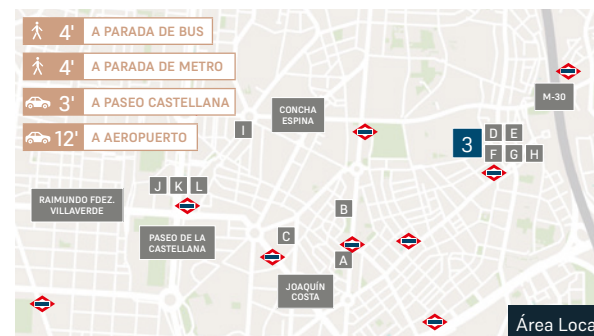 4' A PARADA DE BUS
4' A PARADA DE METRO
3' A PASEO CASTELLANA
12' A AEROPUERTO
M-30
CONCHA
ESPINA
I
3
D E
F G H
J K L
RAIMUNDO FDEZ.
VILLAVERDE
B
PASEO DE LA
CASTELLANA
C
A
JOAQUÍN
COSTA
Área Loca